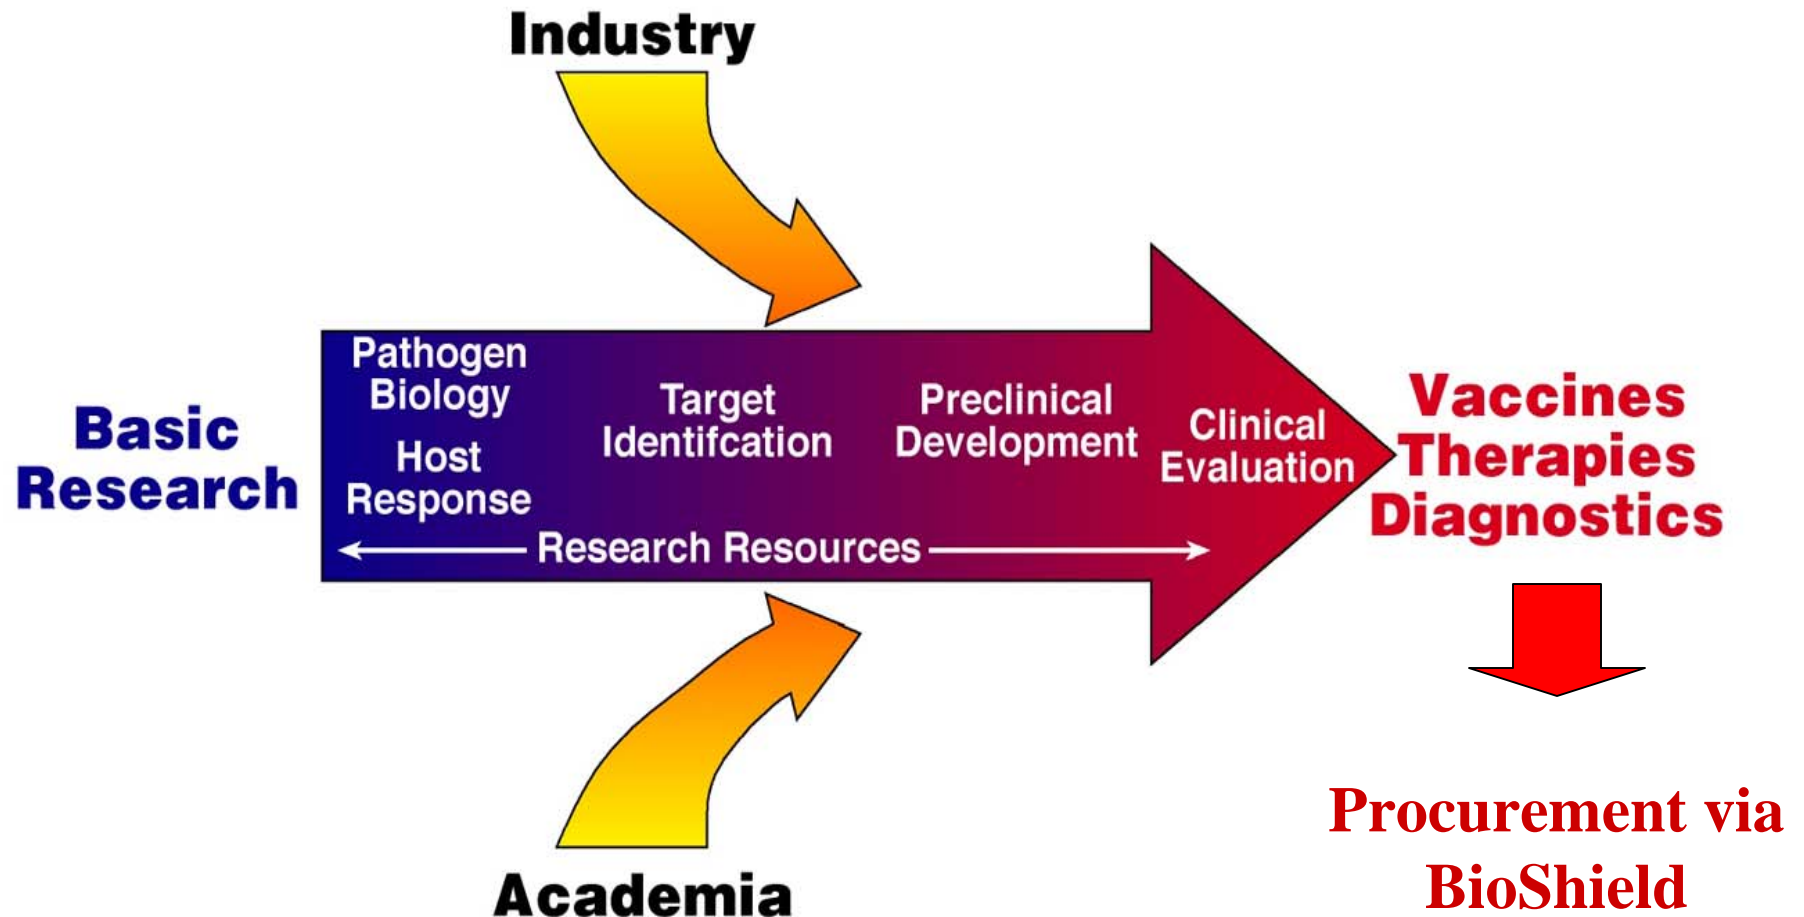 Industry
Basic
Research
Pathogen
Biology
Host
Response
Target
Identifcation
Preclinical
Development
Clinical
Evaluation
Research Resources
Vaccines
Therapies
Diagnostics
Academia
Procurement via
BioShield